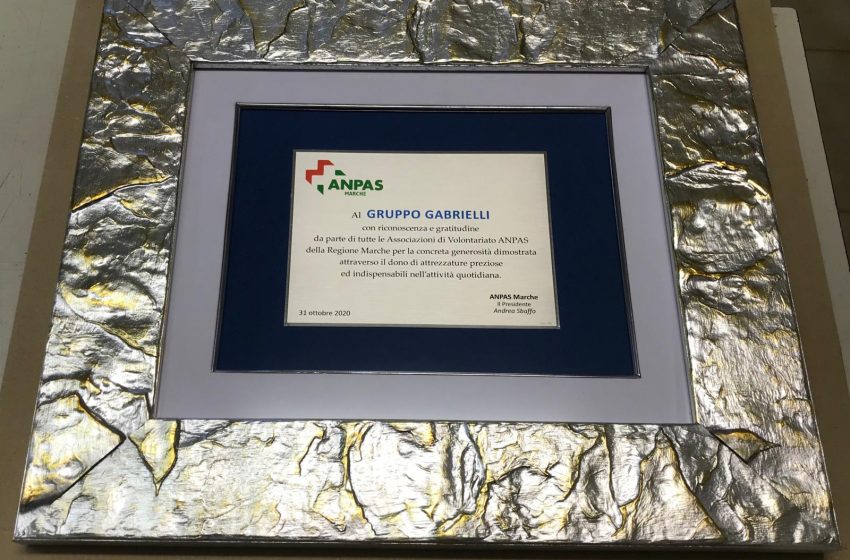 ANPAS
MARCHE
Al GRUPPO GABRIELLI
con riconoscenza e gratitudine
da parte di tutte le Associazioni di Volontariato ANPAS
della Regione Marche per la concreta generosità dimostrata
attraverso il dono di attrezzature preziose
ed indispensabili nell'attività quotidiana.
ANPAS Marche
Il Presidente
31 ottobre 2020
Andrea Sbaffo